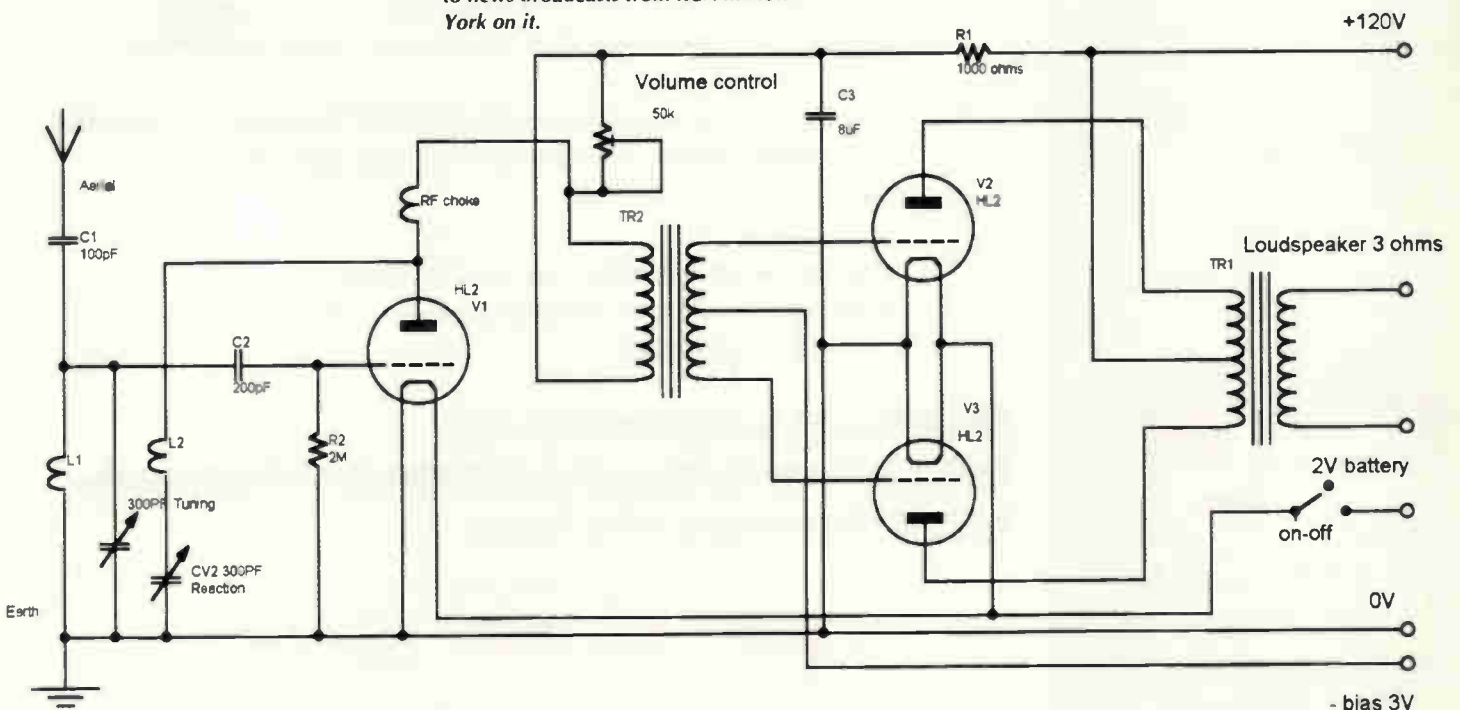 York on it.
+120V
R1
1000 ohms
Volume control
50k
C3
8uF
Aerial
RF choke
V2
HL2
C1
100pF
TR2
Loudspeaker 3 ohms
TR1
HL2
V1
C2
200pF
V3
HL2
L1
L2
R2
2M
2V battery
300PF Tuning
on-off
CV2 300PF
Reaction
Earth
0V
- bias 3V